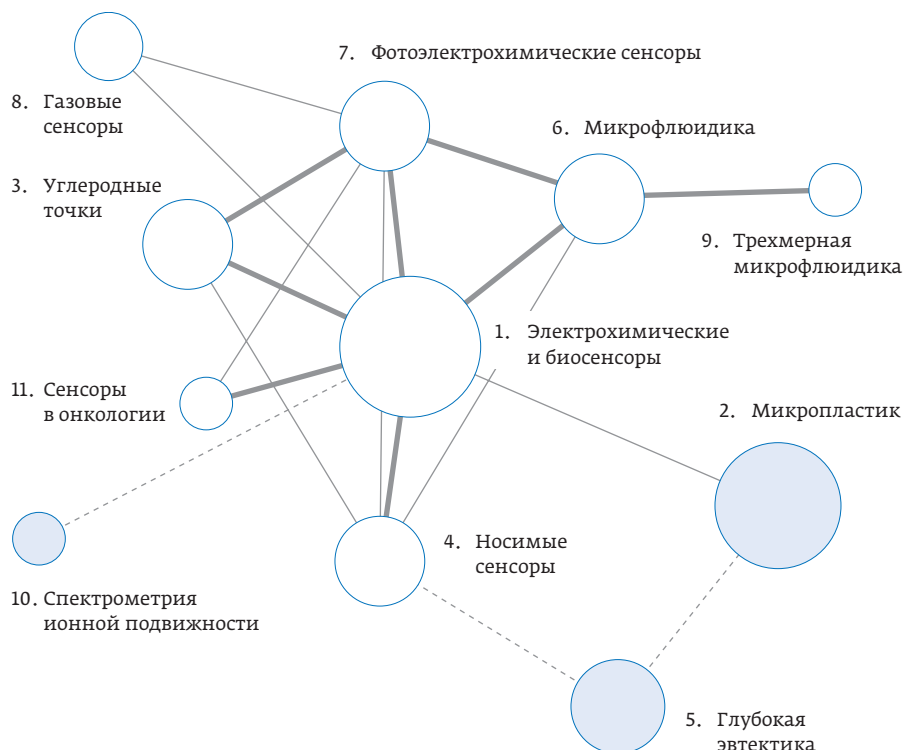 7. Фотоэлектрохимические сенсоры
8. Газовые
сенсоры
6. Микрофлюидика
3. Углеродные
точки
9. Трехмерная
микрофлюидика
1. Электрохимические
и биосенсоры
11. Сенсоры
в онкологии
2. Микропластик
4. Носимые
сенсоры
10. Спектрометрия
ионной подвижности
5. Глубокая
эвтектика